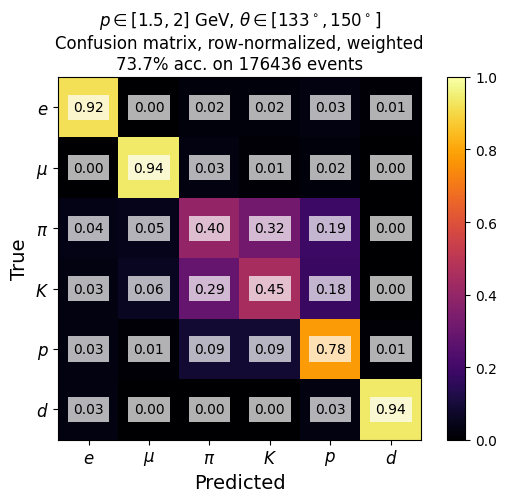 p ∈ [1.5, 2] GeV, θ ∈ [133°, 150°]
Confusion matrix, row-normalized, weighted
73.7% acc. on 176436 events
1.0
e 0.92 0.00 0.02 0.02 0.03 0.01
0.8
μ 0.00 0.94 0.03 0.01 0.02 0.00
π 0.04 0.05 0.40 0.32 0.19 0.00
0.6
True
K 0.03 0.06 0.29 0.45 0.18 0.00
0.4
p 0.03 0.01 0.09 0.09 0.78 0.01
0.2
d 0.03 0.00 0.00 0.00 0.03 0.94
0.0
e μ π K p d
Predicted